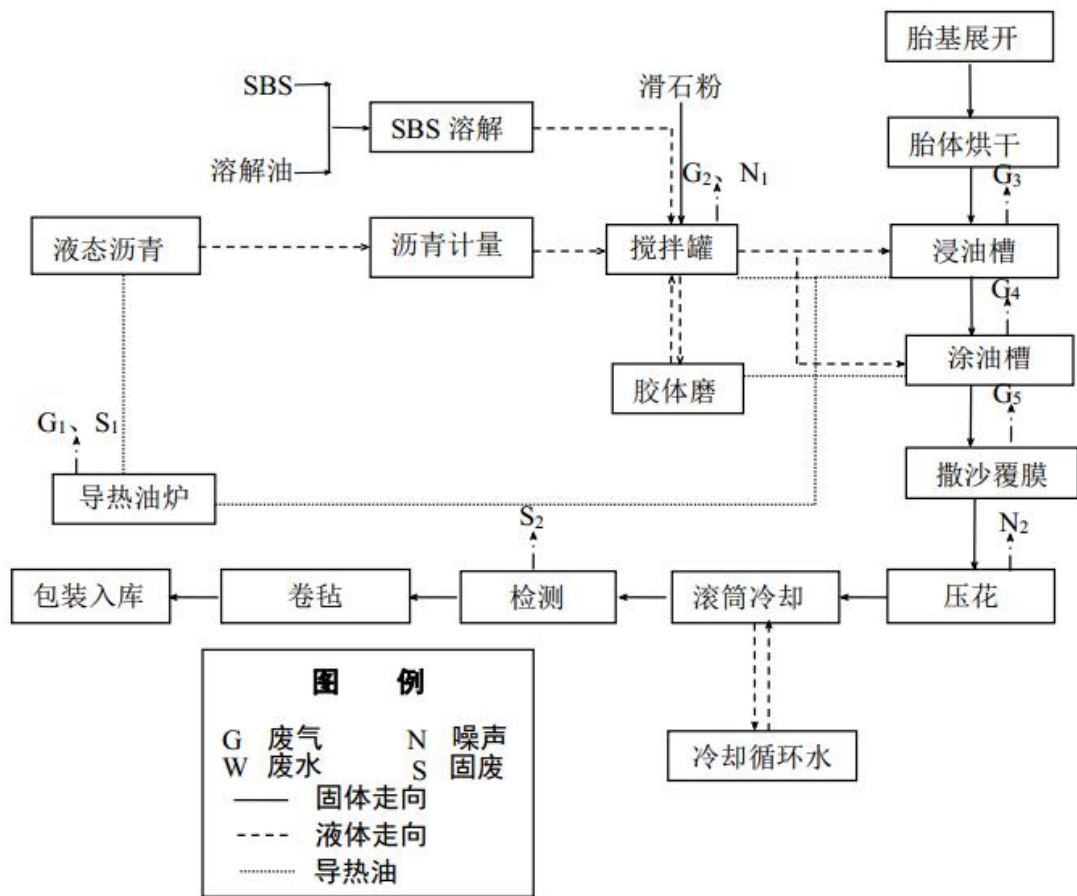 胎基展开
SBS
滑石粉
SBS 溶解
胎体烘干
溶解油
G₂、N₁
G₃
液态沥青
沥青计量
搅拌罐
浸油槽
G₄
涂油槽
胶体磨
G₅
G₁、S₁
撒沙覆膜
导热油炉
S₂
N₂
包装入库
卷毡
检测
滚筒冷却
压花
图 例
G 废气 N 噪声
W 废水 S 固废
固体走向
液体走向
导热油
冷却循环水